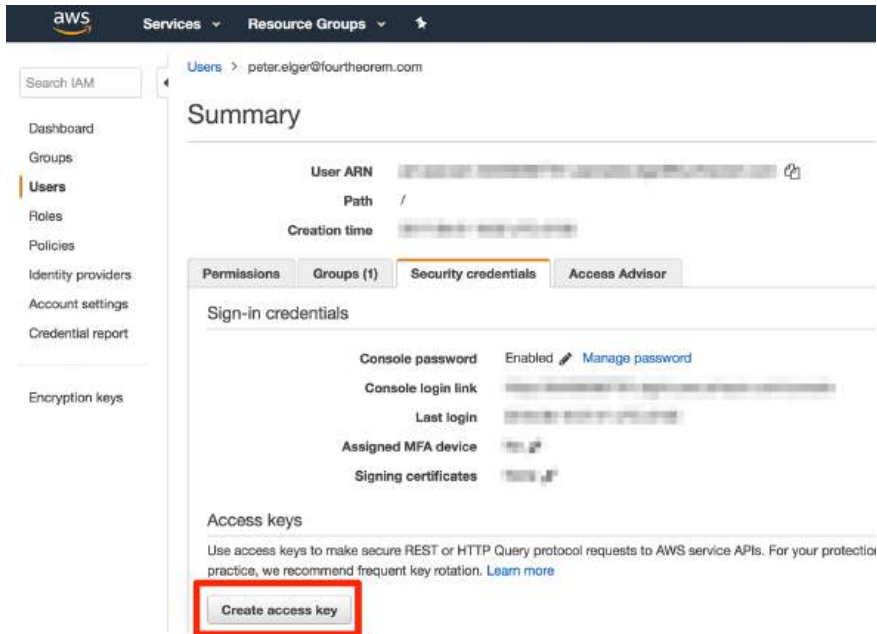 aws
Services
Resource Groups
Search IAM
Dashboard
Groups
Users
Roles
Policies
Identity providers
Account settings
Credential report
Encryption keys
Users > peter.elger@fourtheorem.com
Summary
User ARN
Path /
Creation time
Permissions Groups (1) Security credentials Access Advisor
Sign-in credentials
Console password Enabled Manage password
Console login link
Last login
Assigned MFA device
Signing certificates
Access keys
Use access keys to make secure REST or HTTP Query protocol requests to AWS service APIs. For your protection
practice, we recommend frequent key rotation. Learn more
Create access key